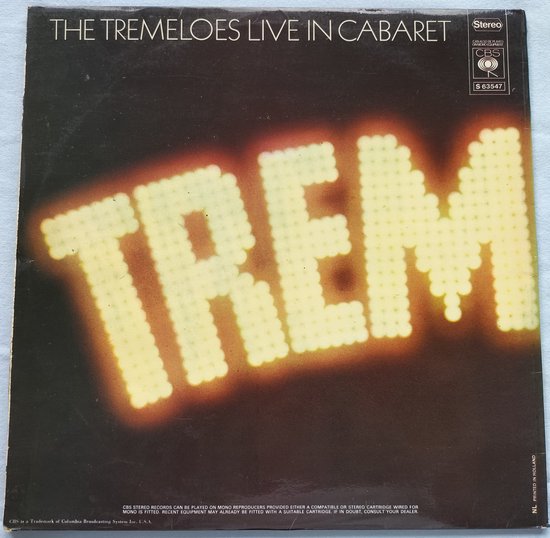 THE TREMELOES LIVE IN CABARET
Stereo
CBS
S 63547
TREM
CBS STEREO RECORDS CAN BE PLAYED ON MONO REPRODUCERS PROVIDED EITHER A COMPATIBLE OR STEREO CARTRIDGE WIRED FOR
MONO IS FITTED. RECENT EQUIPMENT MAY ALREADY BE FITTED WITH A SUITABLE CARTRIDGE. IF IN DOUBT, CONSULT YOUR DEALER.
CBS is a Trademark of Columbia Broadcasting System Inc. U.S.A.
NL PRINTED IN HOLLAND